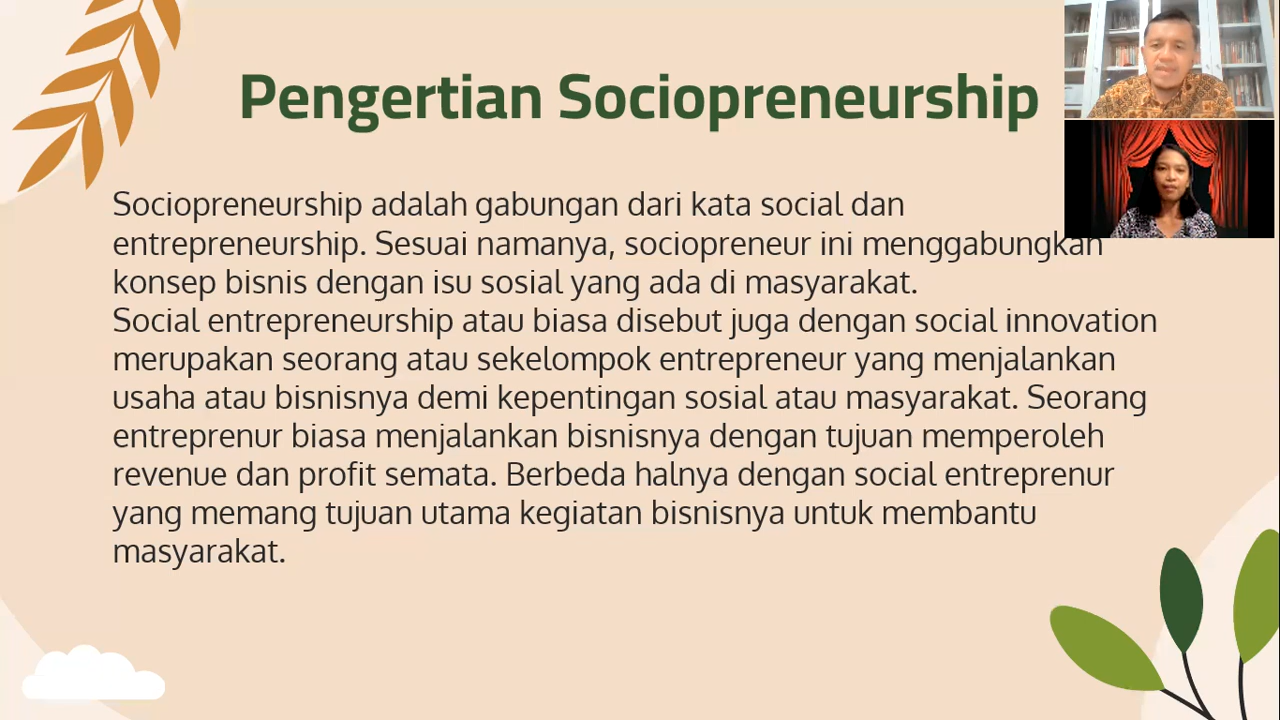 Pengertian Sociopreneurship
Sociopreneurship adalah gabungan dari kata social dan
entrepreneurship. Sesuai namanya, sociopreneur ini menggabungkan
konsep bisnis dengan isu sosial yang ada di masyarakat.
Social entrepreneurship atau biasa disebut juga dengan social innovation
merupakan seorang atau sekelompok entrepreneur yang menjalankan
usaha atau bisnisnya demi kepentingan sosial atau masyarakat. Seorang
entreprenur biasa menjalankan bisnisnya dengan tujuan memperoleh
revenue dan profit semata. Berbeda halnya dengan social entreprenur
yang memang tujuan utama kegiatan bisnisnya untuk membantu
masyarakat.